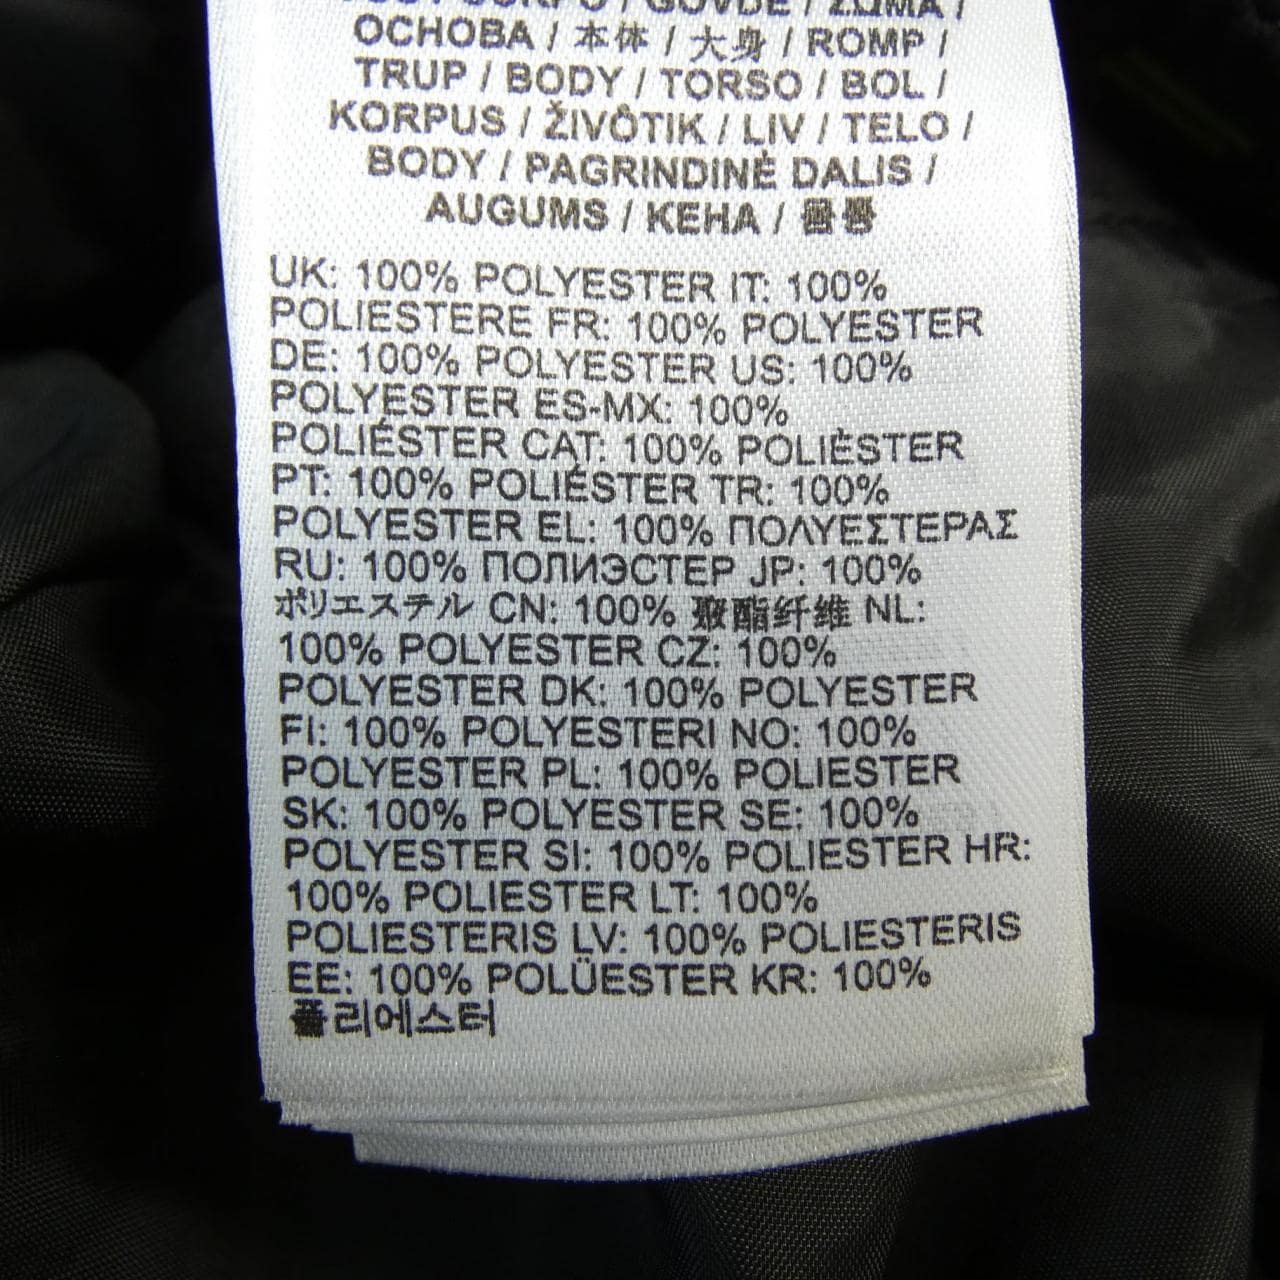 / GÖVDE / ΣΩΜΑ /
ОСНОВА / 本体 / 大身 / ROMP /
TRUP / BODY / TORSO / BOL /
KORPUS / ŽIVÔTIK / LIV / TELO /
BODY / PAGRINDINĖ DALIS /
AUGUMS / KEHA /
UK: 100% POLYESTER IT: 100%
POLIESTERE FR: 100% POLYESTER
DE: 100% POLYESTER US: 100%
POLYESTER ES-MX: 100%
POLIÉSTER CAT: 100% POLIÈSTER
PT: 100% POLIÉSTER TR: 100%
POLYESTER EL: 100% ΠΟΛΥΕΣΤΕΡΑΣ
RU: 100% ПОЛИЭСТЕР JP: 100%
ポリエステル CN: 100% 聚酯纤维 NL:
100% POLYESTER CZ: 100%
POLYESTER DK: 100% POLYESTER
FI: 100% POLYESTERI NO: 100%
POLYESTER PL: 100% POLIESTER
SK: 100% POLYESTER SE: 100%
POLYESTER SI: 100% POLIESTER HR:
100% POLIESTER LT: 100%
POLIESTERIS LV: 100% POLIESTERIS
EE: 100% POLÜESTER KR: 100%
폴리에스터